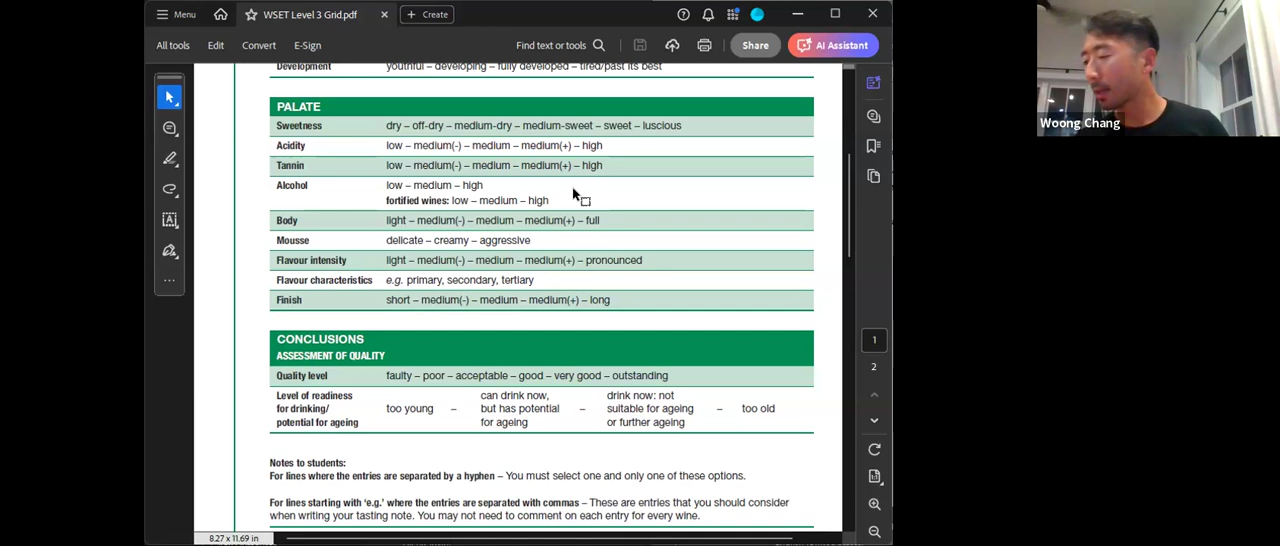 Menu
WSET Level 3 Grid.pdf
Create
All tools
Edit
Convert
E-Sign
Find text or tools
Share
AI Assistant
Development youthful – developing – fully developed – tired/past its best
PALATE
Sweetness dry – off-dry – medium-dry – medium-sweet – sweet – luscious
Acidity low – medium(-) – medium – medium(+) – high
Tannin low – medium(-) – medium – medium(+) – high
Alcohol low – medium – high
fortified wines: low – medium – high
Body light – medium(-) – medium – medium(+) – full
Mousse delicate – creamy – aggressive
Flavour intensity light – medium(-) – medium – medium(+) – pronounced
Flavour characteristics e.g. primary, secondary, tertiary
Finish short – medium(-) – medium – medium(+) – long
CONCLUSIONS
ASSESSMENT OF QUALITY
Quality level faulty – poor – acceptable – good – very good – outstanding
Level of readiness can drink now, drink now: not
for drinking/ too young – but has potential – suitable for ageing – too old
potential for ageing for ageing or further ageing
Notes to students:
For lines where the entries are separated by a hyphen – You must select one and only one of these options.
For lines starting with 'e.g.' where the entries are separated with commas – These are entries that you should consider
when writing your tasting note. You may not need to comment on each entry for every wine.
8.27 x 11.69 in
1
2
Woong Chang